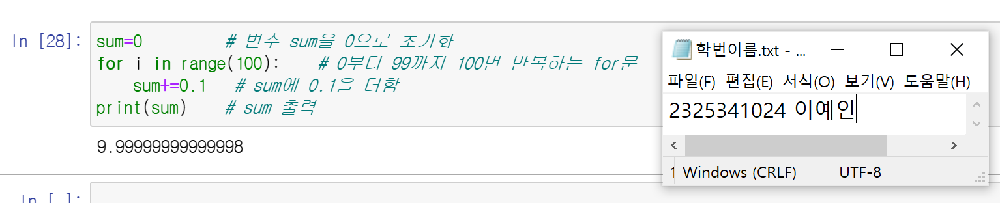 In [28]:
sum=0 # 변수 sum을 0으로 초기화
for i in range(100): # 0부터 99까지 100번 반복하는 for문
sum+=0.1 # sum에 0.1을 더함
print(sum) # sum 출력
9.99999999999998
In [ ]:
학번이름.txt - ...
파일(F) 편집(E) 서식(O) 보기(V) 도움말(H)
2325341024 이예인
1 Windows (CRLF) UTF-8